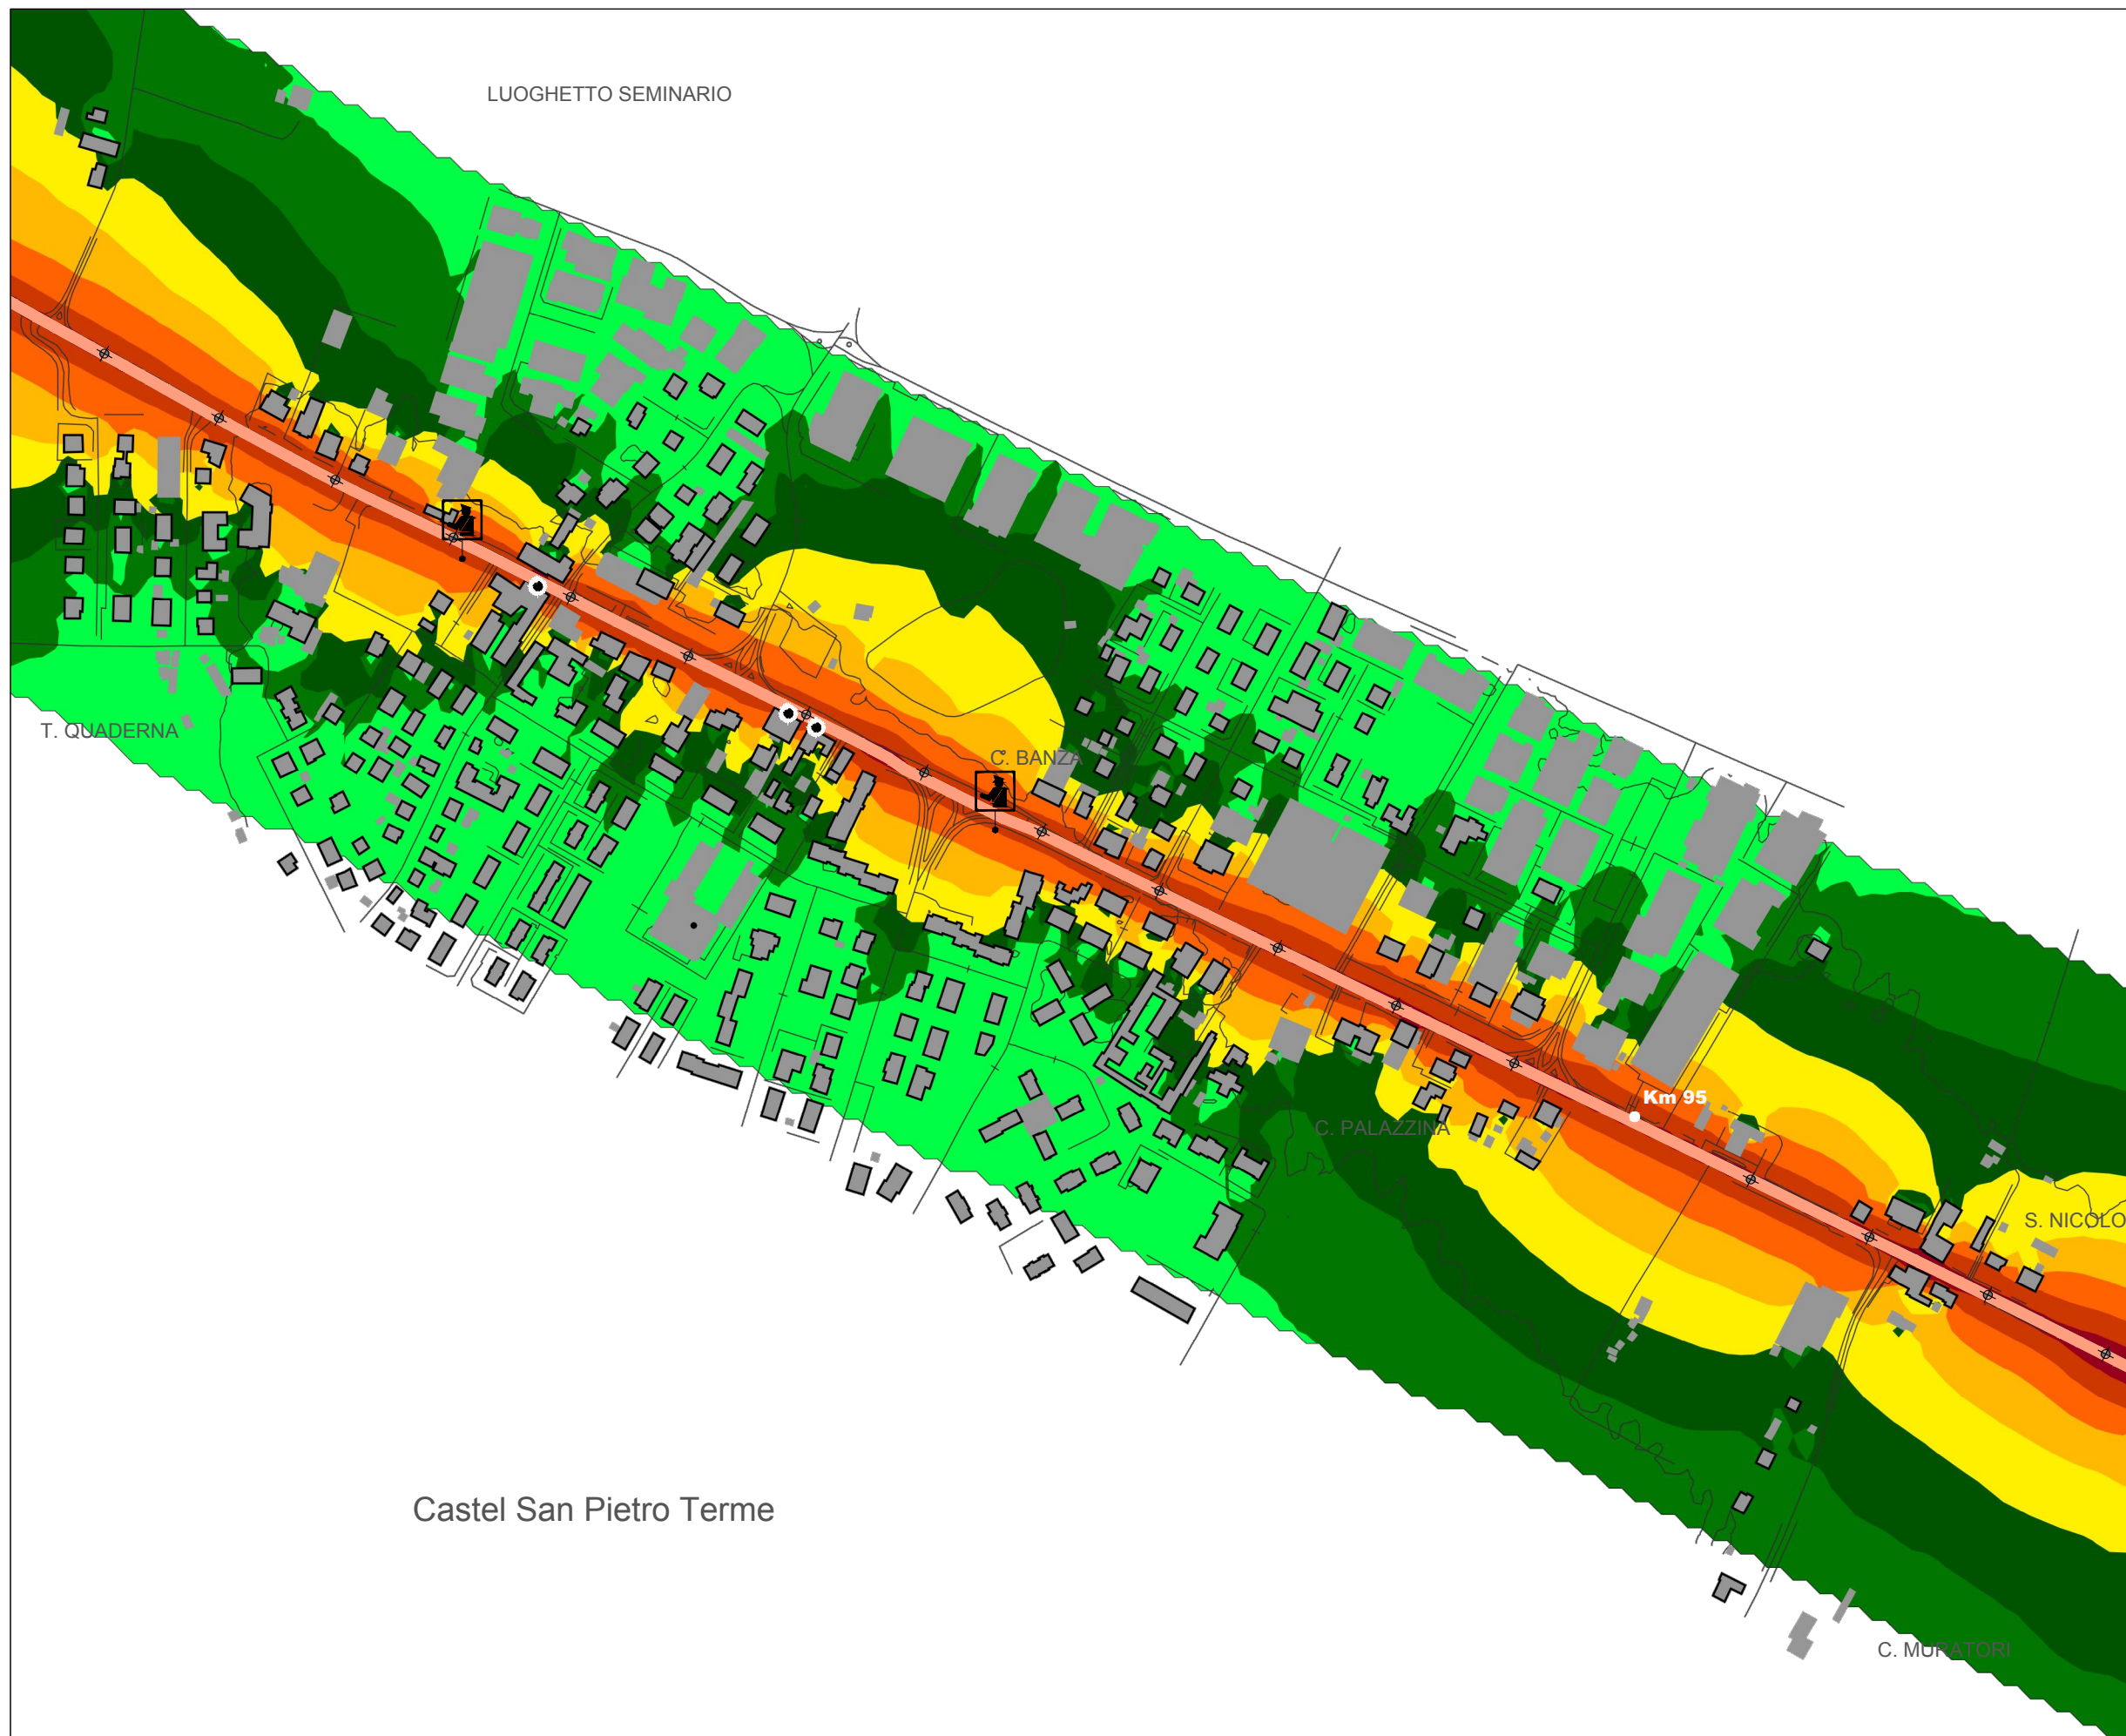 LUOGHETTO SEMINARIO
T. QUADERNA
C. BANZA
Km 95
C. PALAZZINA
S. NICOLO
Castel San Pietro Terme
C. MURATORI